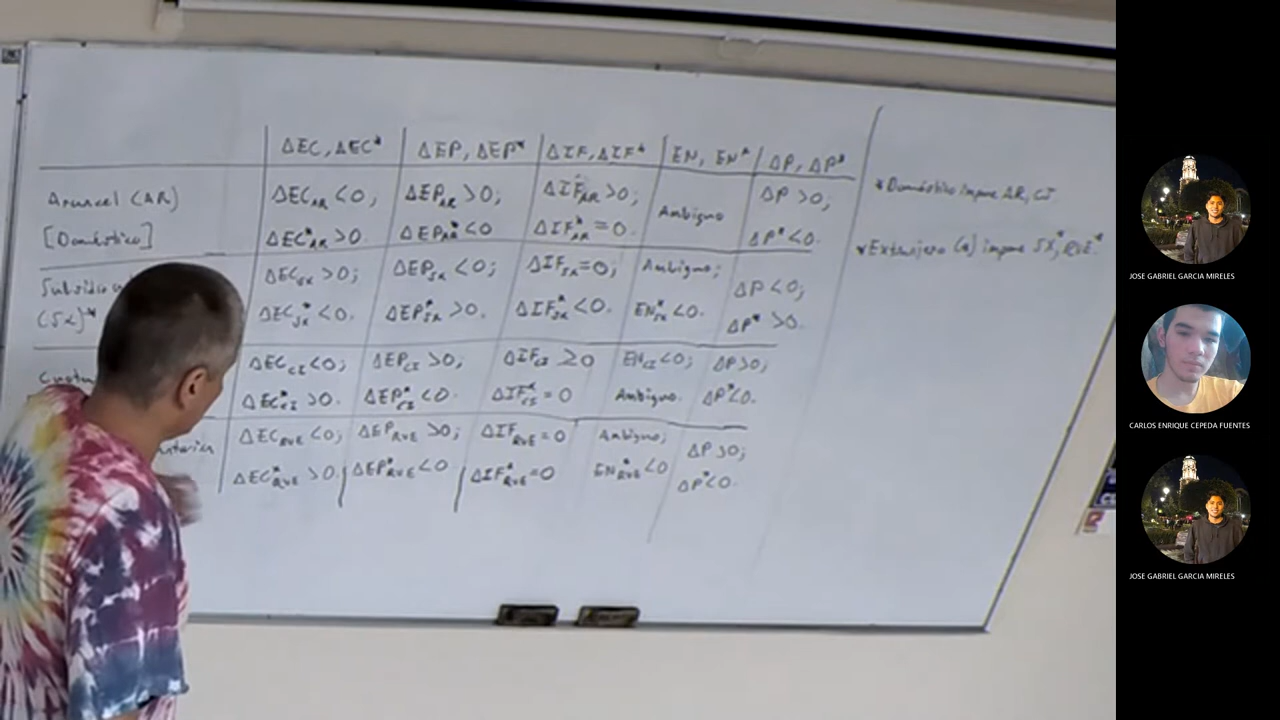 ΔEC, ΔEC* ΔEP, ΔEP* ΔIF, ΔIF* EN, EN* ΔP, ΔP*
Arancel (AR) ΔEC_AR <0; ΔEP_AR >0; ΔIF_AR >0; Ambiguo ΔP >0;
[Doméstico] ΔEC*_AR >0. ΔEP*_AR <0 ΔIF*_AR =0. ΔP* <0.
Subsidio ΔEC_SX >0; ΔEP_SX <0; ΔIF_SX =0; Ambiguo; ΔP <0;
(SX)* ΔEC*_SX <0. ΔEP*_SX >0. ΔIF*_SX <0. EN*_SX <0. ΔP* >0.
ΔEC_CI <0; ΔEP_CI >0; ΔIF_CI ≥0 EN_CI <0; ΔP >0;
ΔEC*_CI >0. ΔEP*_CI <0. ΔIF*_CI =0 Ambiguo. ΔP* <0.
ΔEC_RVE <0; ΔEP_RVE >0; ΔIF_RVE =0 Ambiguo; ΔP >0;
ΔEC*_RVE >0. ΔEP*_RVE <0 ΔIF*_RVE =0 EN*_RVE <0 ΔP* <0.
* Doméstico impone AR, CI.
* Extranjero (*) impone SX*, RVE*.
JOSE GABRIEL GARCIA MIRELES
CARLOS ENRIQUE CEPEDA FUENTES
JOSE GABRIEL GARCIA MIRELES